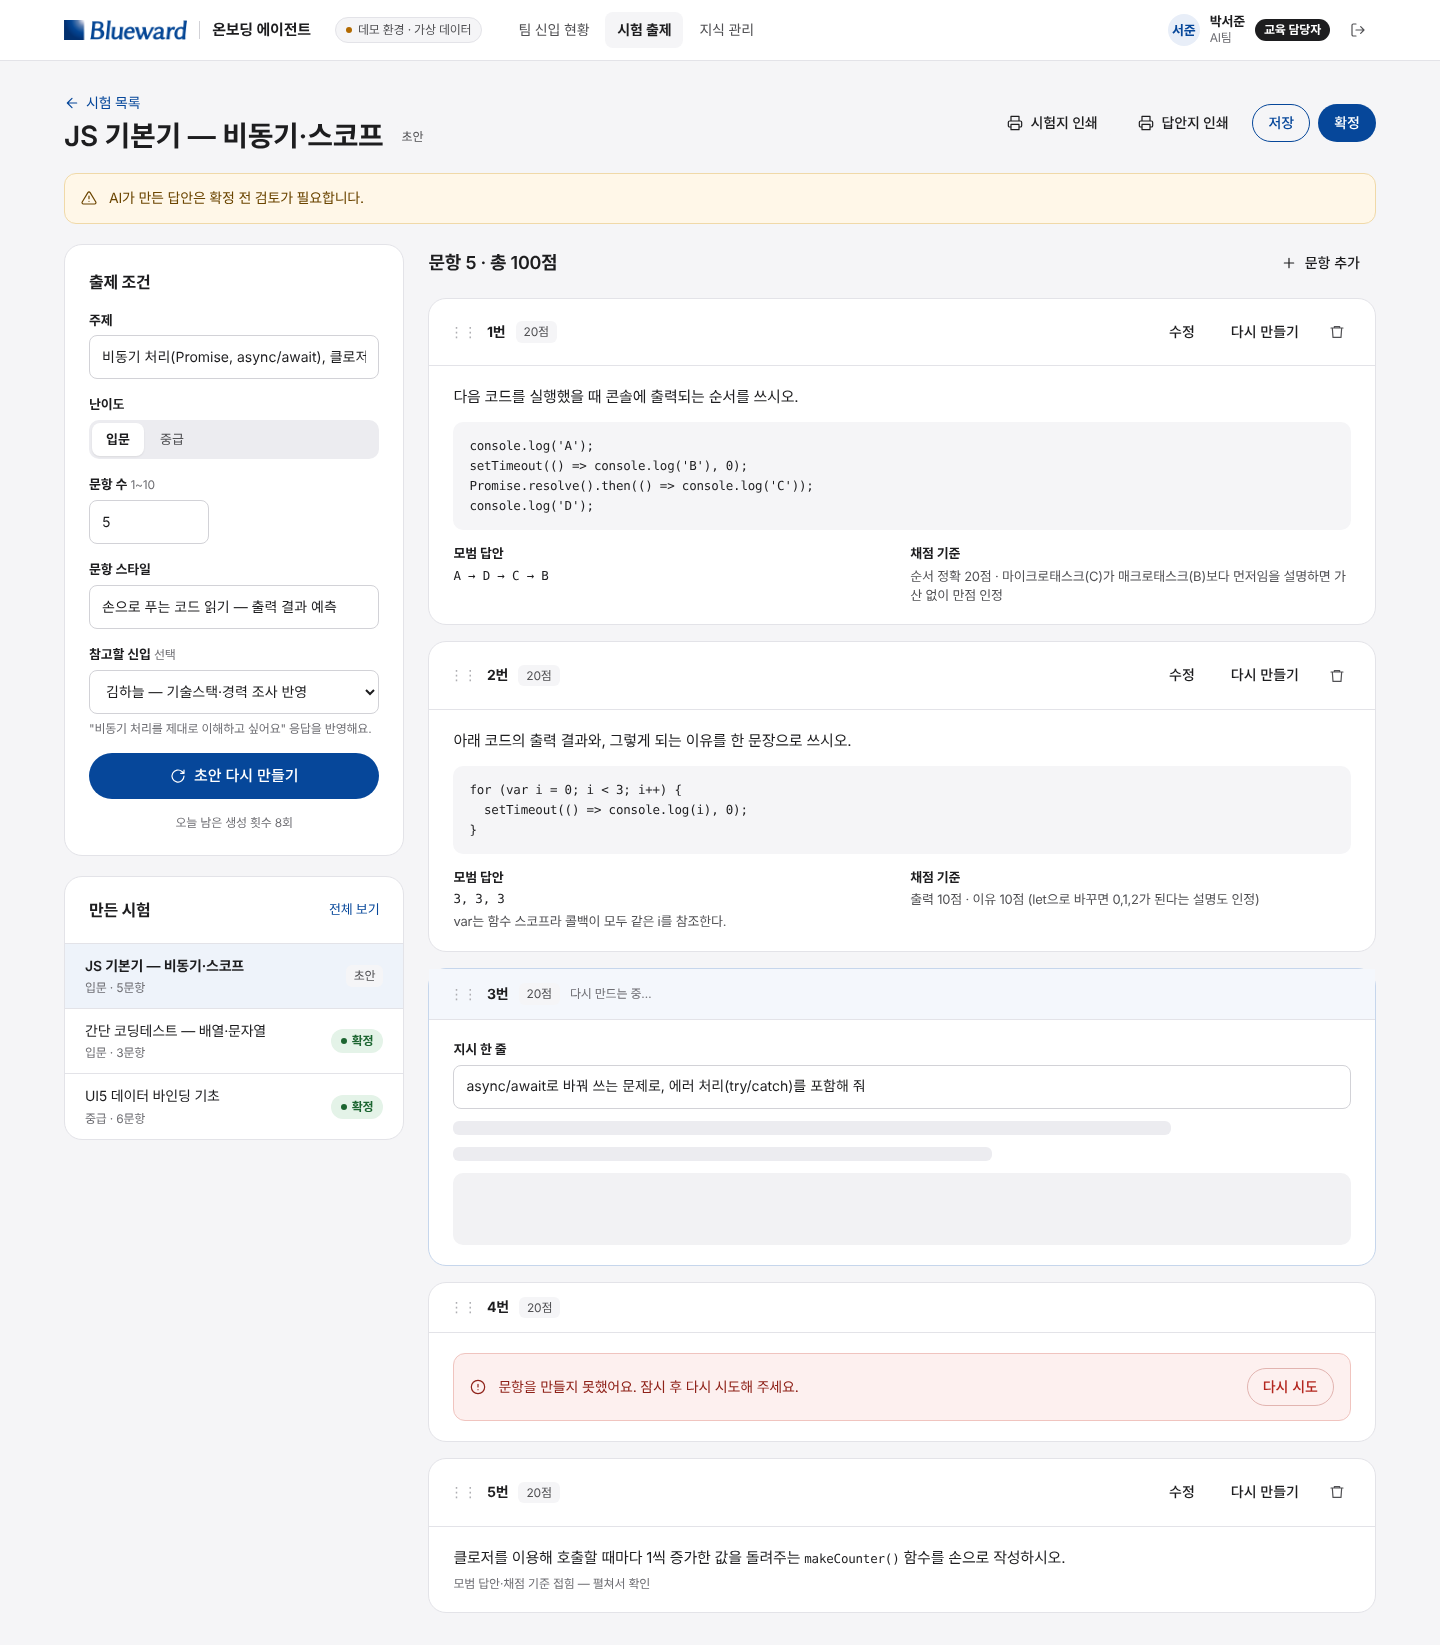 Blueward
온보딩 에이전트
데모 환경 · 가상 데이터
팀 신입 현황
시험 출제
지식 관리
서준
박서준
AI팀
교육 담당자
시험 목록
JS 기본기 — 비동기·스코프
초안
시험지 인쇄
답안지 인쇄
저장
확정
AI가 만든 답안은 확정 전 검토가 필요합니다.
출제 조건
주제
비동기 처리(Promise, async/await), 클로저
난이도
입문
중급
문항 수 1~10
5
문항 스타일
손으로 푸는 코드 읽기 — 출력 결과 예측
참고할 신입 선택
김하늘 — 기술스택·경력 조사 반영
"비동기 처리를 제대로 이해하고 싶어요" 응답을 반영해요.
초안 다시 만들기
오늘 남은 생성 횟수 8회
만든 시험
전체 보기
JS 기본기 — 비동기·스코프
입문 · 5문항
초안
간단 코딩테스트 — 배열·문자열
입문 · 3문항
확정
UI5 데이터 바인딩 기초
중급 · 6문항
확정
문항 5 · 총 100점
문항 추가
1번
20점
수정
다시 만들기
다음 코드를 실행했을 때 콘솔에 출력되는 순서를 쓰시오.
console.log('A');
setTimeout(() => console.log('B'), 0);
Promise.resolve().then(() => console.log('C'));
console.log('D');
모범 답안
A → D → C → B
채점 기준
순서 정확 20점 · 마이크로태스크(C)가 매크로태스크(B)보다 먼저임을 설명하면 가
산 없이 만점 인정
2번
20점
수정
다시 만들기
아래 코드의 출력 결과와, 그렇게 되는 이유를 한 문장으로 쓰시오.
for (var i = 0; i < 3; i++) {
  setTimeout(() => console.log(i), 0);
}
모범 답안
3, 3, 3
var는 함수 스코프라 콜백이 모두 같은 i를 참조한다.
채점 기준
출력 10점 · 이유 10점 (let으로 바꾸면 0,1,2가 된다는 설명도 인정)
3번
20점
다시 만드는 중…
지시 한 줄
async/await로 바꿔 쓰는 문제로, 에러 처리(try/catch)를 포함해 줘
4번
20점
문항을 만들지 못했어요. 잠시 후 다시 시도해 주세요.
다시 시도
5번
20점
수정
다시 만들기
클로저를 이용해 호출할 때마다 1씩 증가한 값을 돌려주는 makeCounter() 함수를 손으로 작성하시오.
모범 답안·채점 기준 접힘 — 펼쳐서 확인